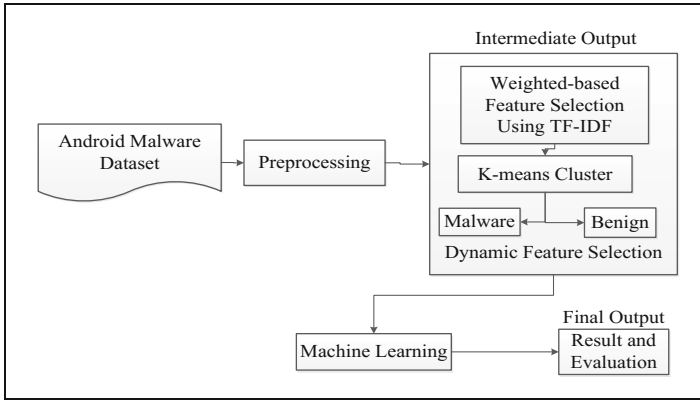 Intermediate Output
Weighted-based
Feature Selection
Using TF-IDF
Android Malware
Dataset
Preprocessing
K-means Cluster
Malware
Benign
Dynamic Feature Selection
Machine Learning
Final Output
Result and
Evaluation